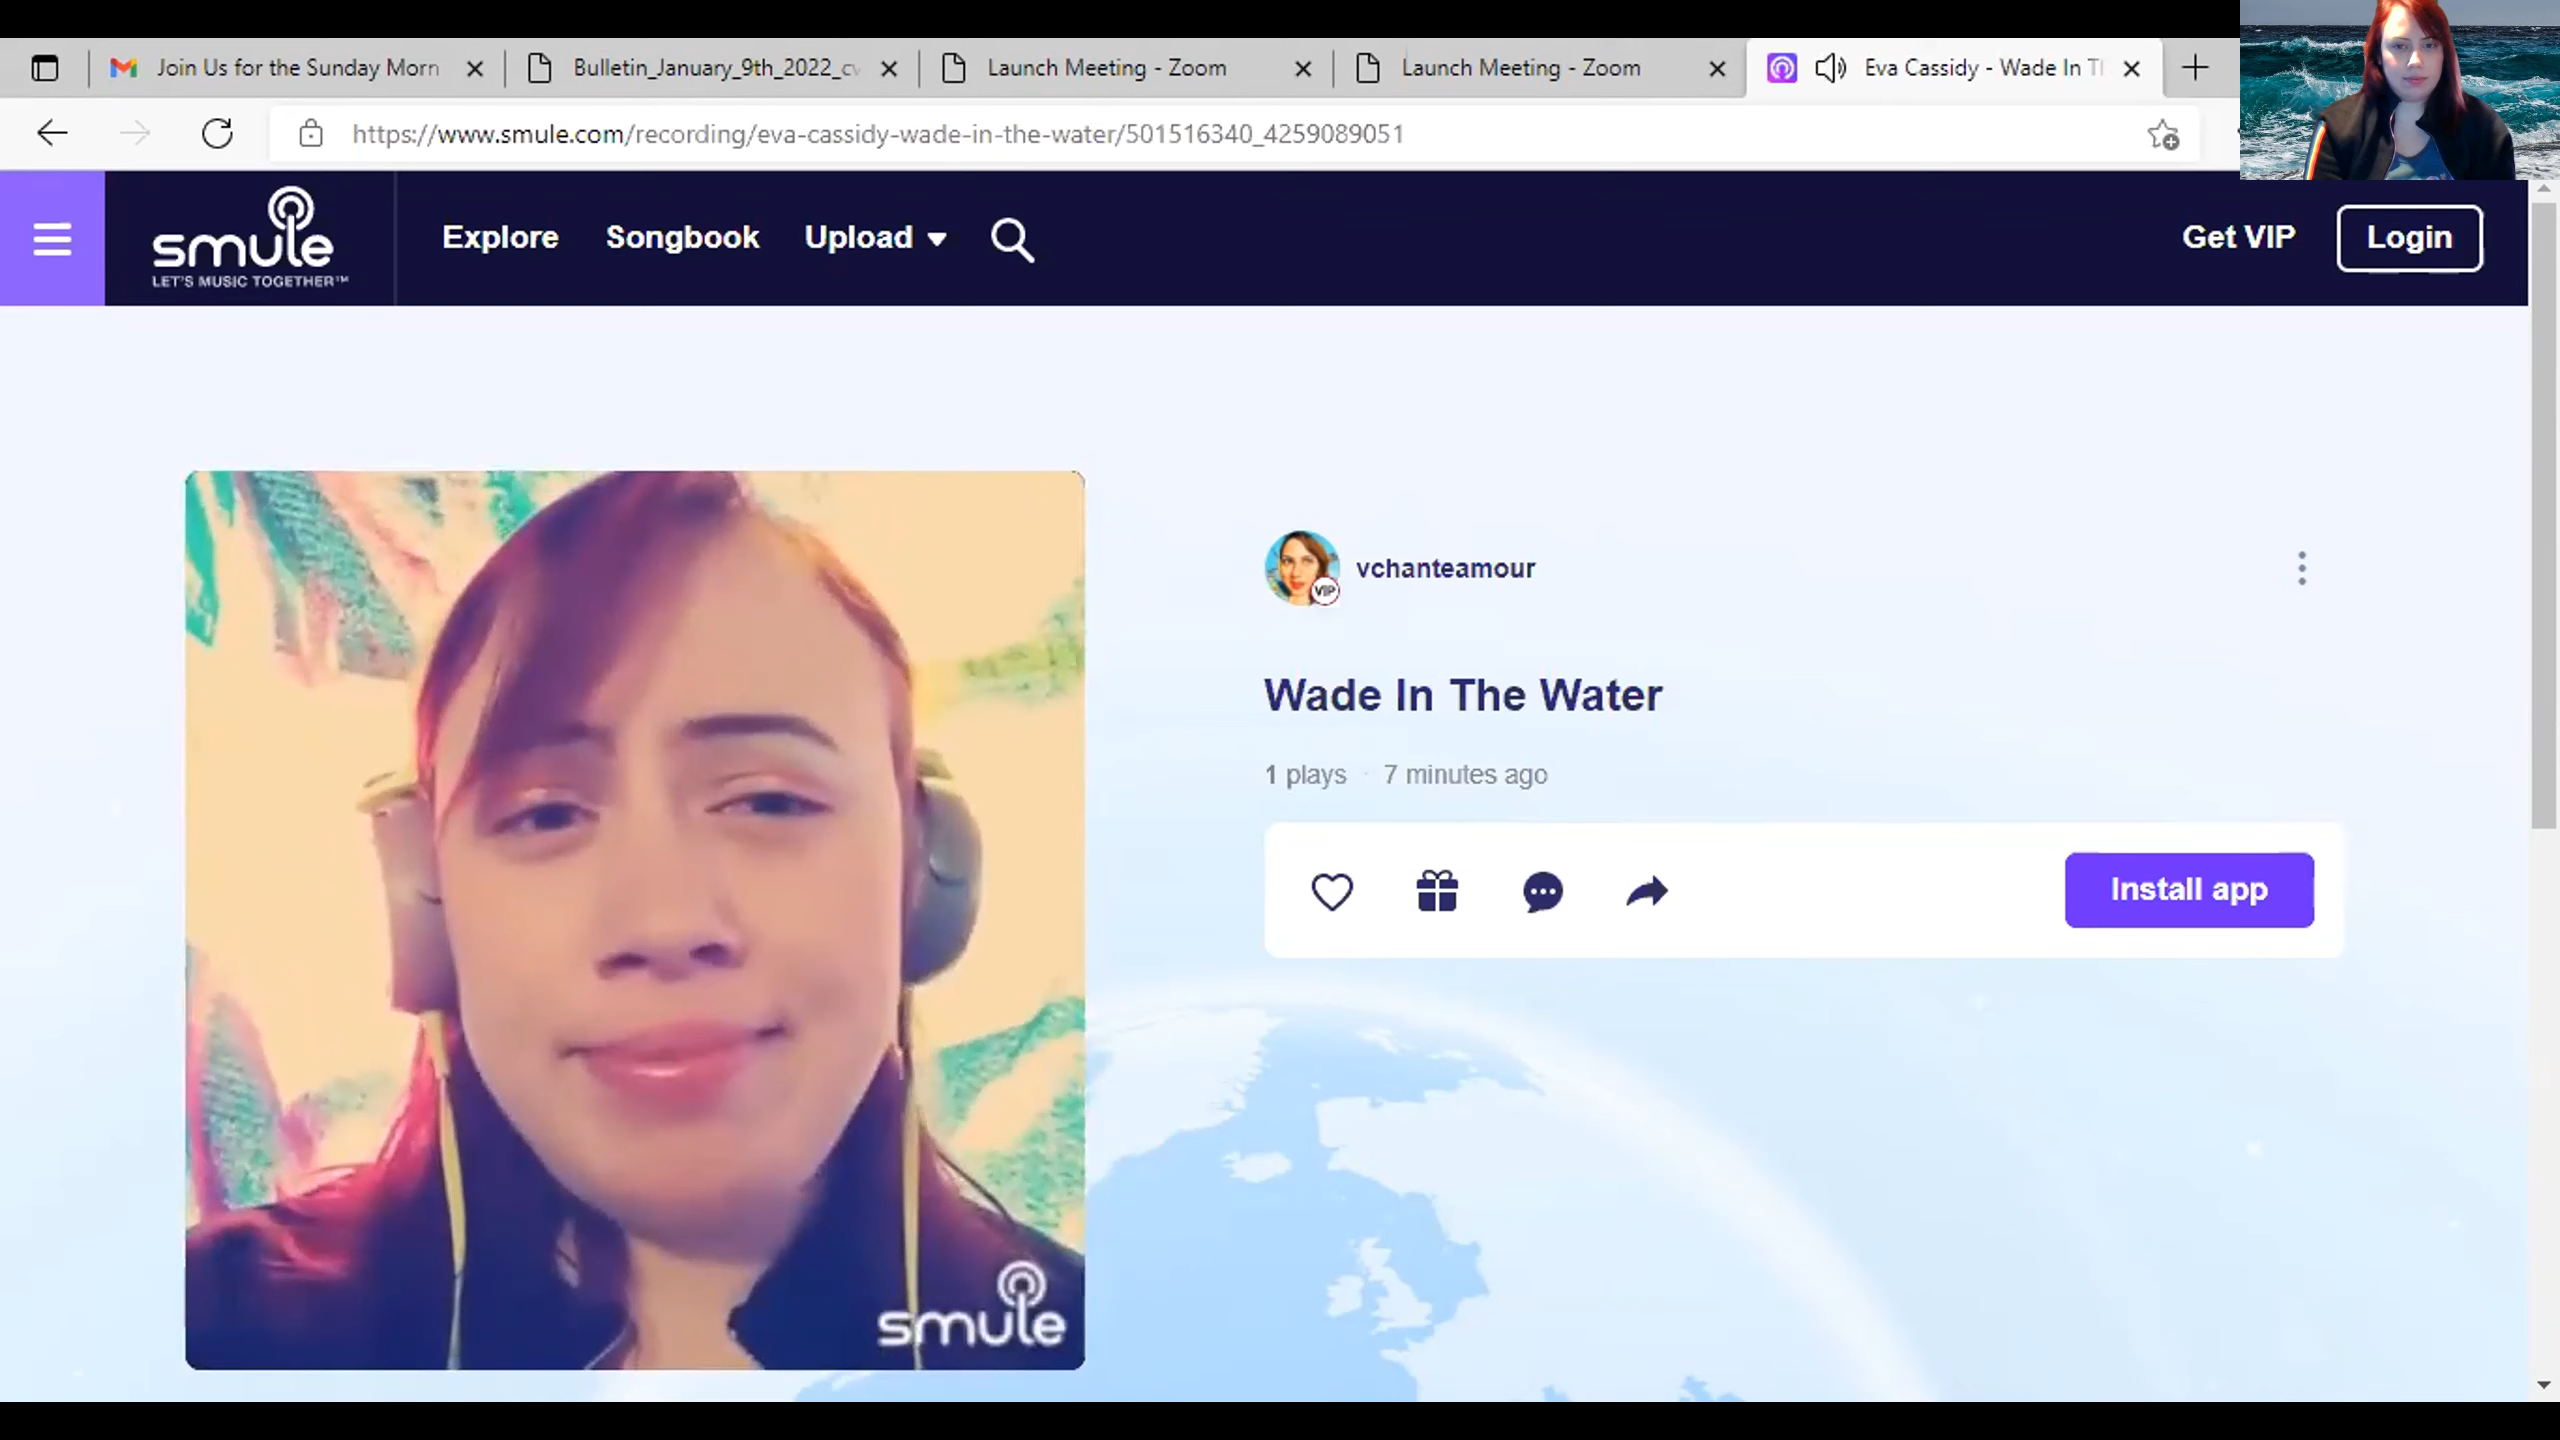 Join Us for the Sunday Morn
Bulletin_January_9th_2022_cv
Launch Meeting - Zoom
Launch Meeting - Zoom
Eva Cassidy - Wade In Th
https://www.smule.com/recording/eva-cassidy-wade-in-the-water/501516340_4259089051
smule
LET'S MUSIC TOGETHER™
Explore
Songbook
Upload
Get VIP
Login
VIP
vchanteamour
Wade In The Water
1 plays · 7 minutes ago
Install app
smule